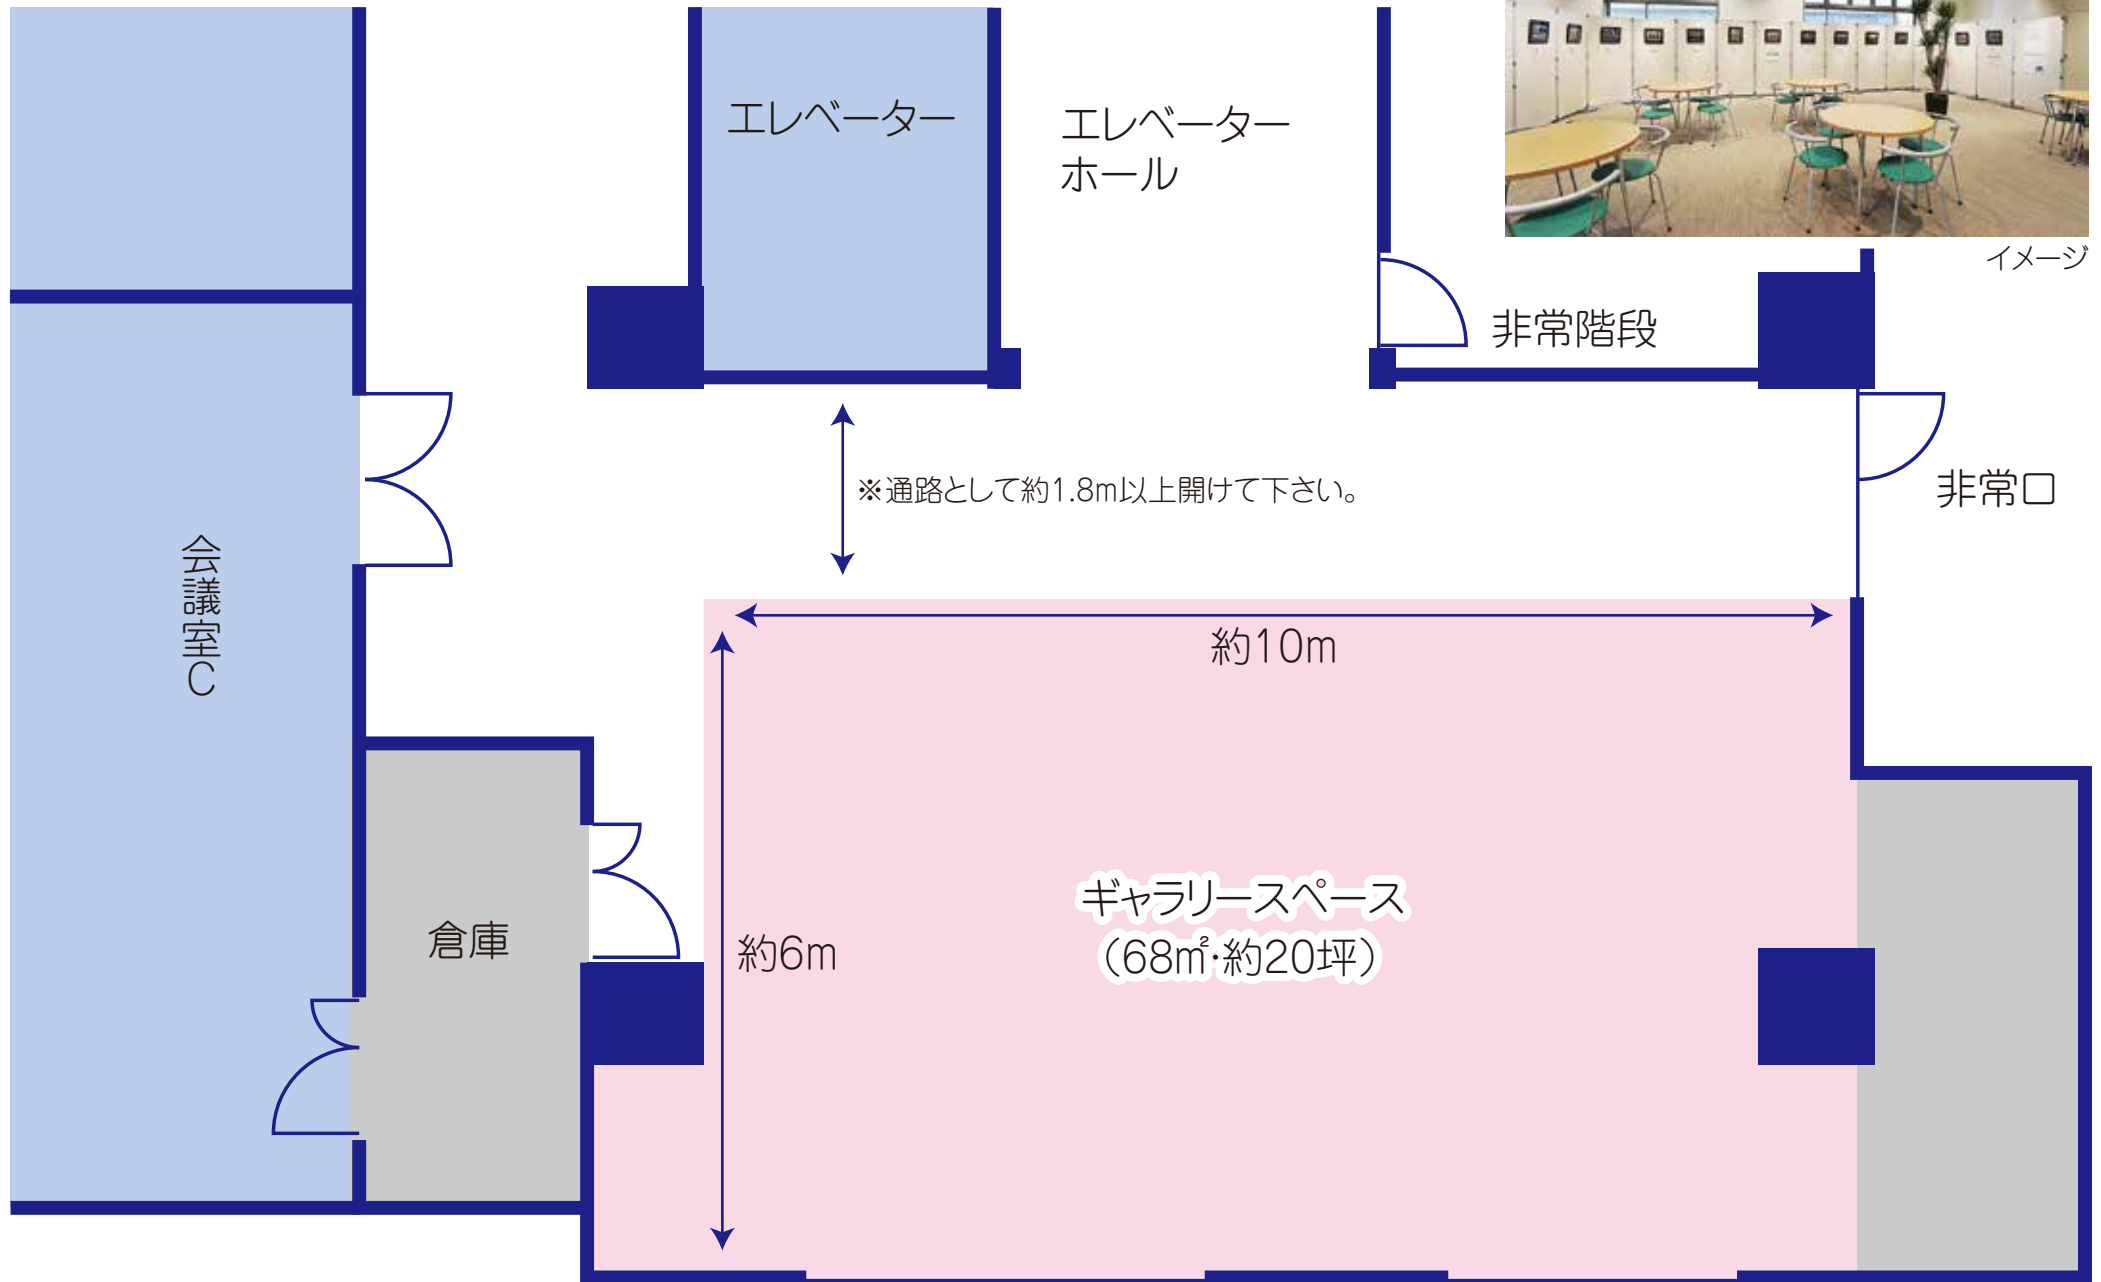 エレベーター
エレベーター
ホール
イメージ
非常階段
※通路として約1.8m以上開けて下さい。
非常口
会議室C
約10m
ギャラリースペース
（68㎡・約20坪）
約6m
倉庫